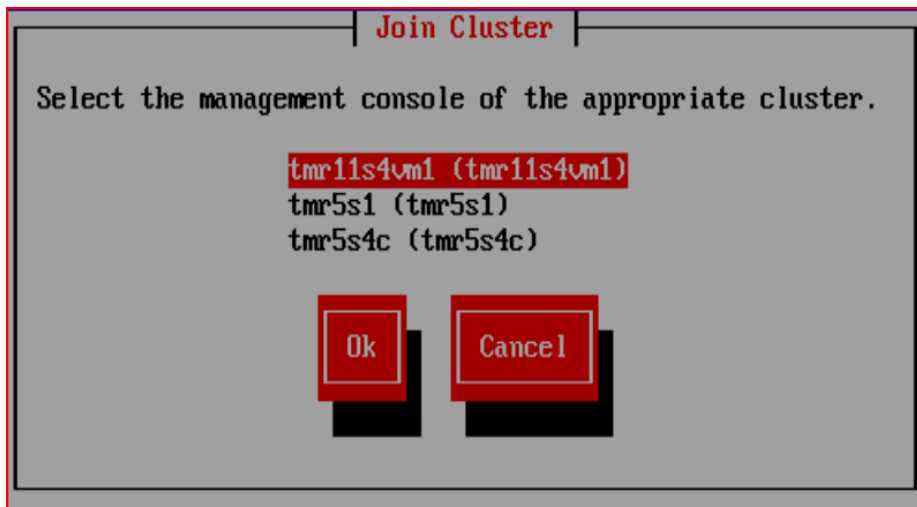 Join Cluster
Select the management console of the appropriate cluster.
tmr11s4vm1 (tmr11s4vm1)
tmr5s1 (tmr5s1)
tmr5s4c (tmr5s4c)
Ok
Cancel